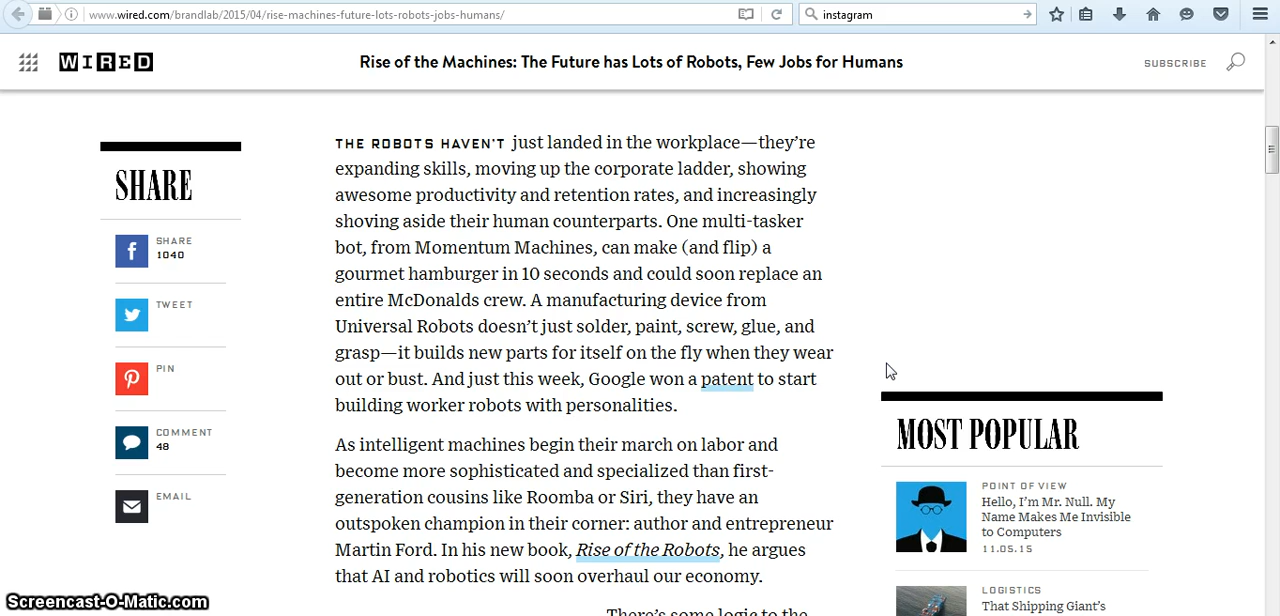 www.wired.com/brandlab/2015/04/rise-machines-future-lots-robots-jobs-humans/
instagram
WIRED
Rise of the Machines: The Future has Lots of Robots, Few Jobs for Humans
SUBSCRIBE
SHARE
SHARE
1040
TWEET
PIN
COMMENT
48
EMAIL
THE ROBOTS HAVEN'T just landed in the workplace—they're
expanding skills, moving up the corporate ladder, showing
awesome productivity and retention rates, and increasingly
shoving aside their human counterparts. One multi-tasker
bot, from Momentum Machines, can make (and flip) a
gourmet hamburger in 10 seconds and could soon replace an
entire McDonalds crew. A manufacturing device from
Universal Robots doesn't just solder, paint, screw, glue, and
grasp—it builds new parts for itself on the fly when they wear
out or bust. And just this week, Google won a patent to start
building worker robots with personalities.
As intelligent machines begin their march on labor and
become more sophisticated and specialized than first-
generation cousins like Roomba or Siri, they have an
outspoken champion in their corner: author and entrepreneur
Martin Ford. In his new book, Rise of the Robots, he argues
that AI and robotics will soon overhaul our economy.
There's some logic to the
MOST POPULAR
POINT OF VIEW
Hello, I'm Mr. Null. My
Name Makes Me Invisible
to Computers
11.05.15
LOGISTICS
That Shipping Giant's
Screencast-O-Matic.com